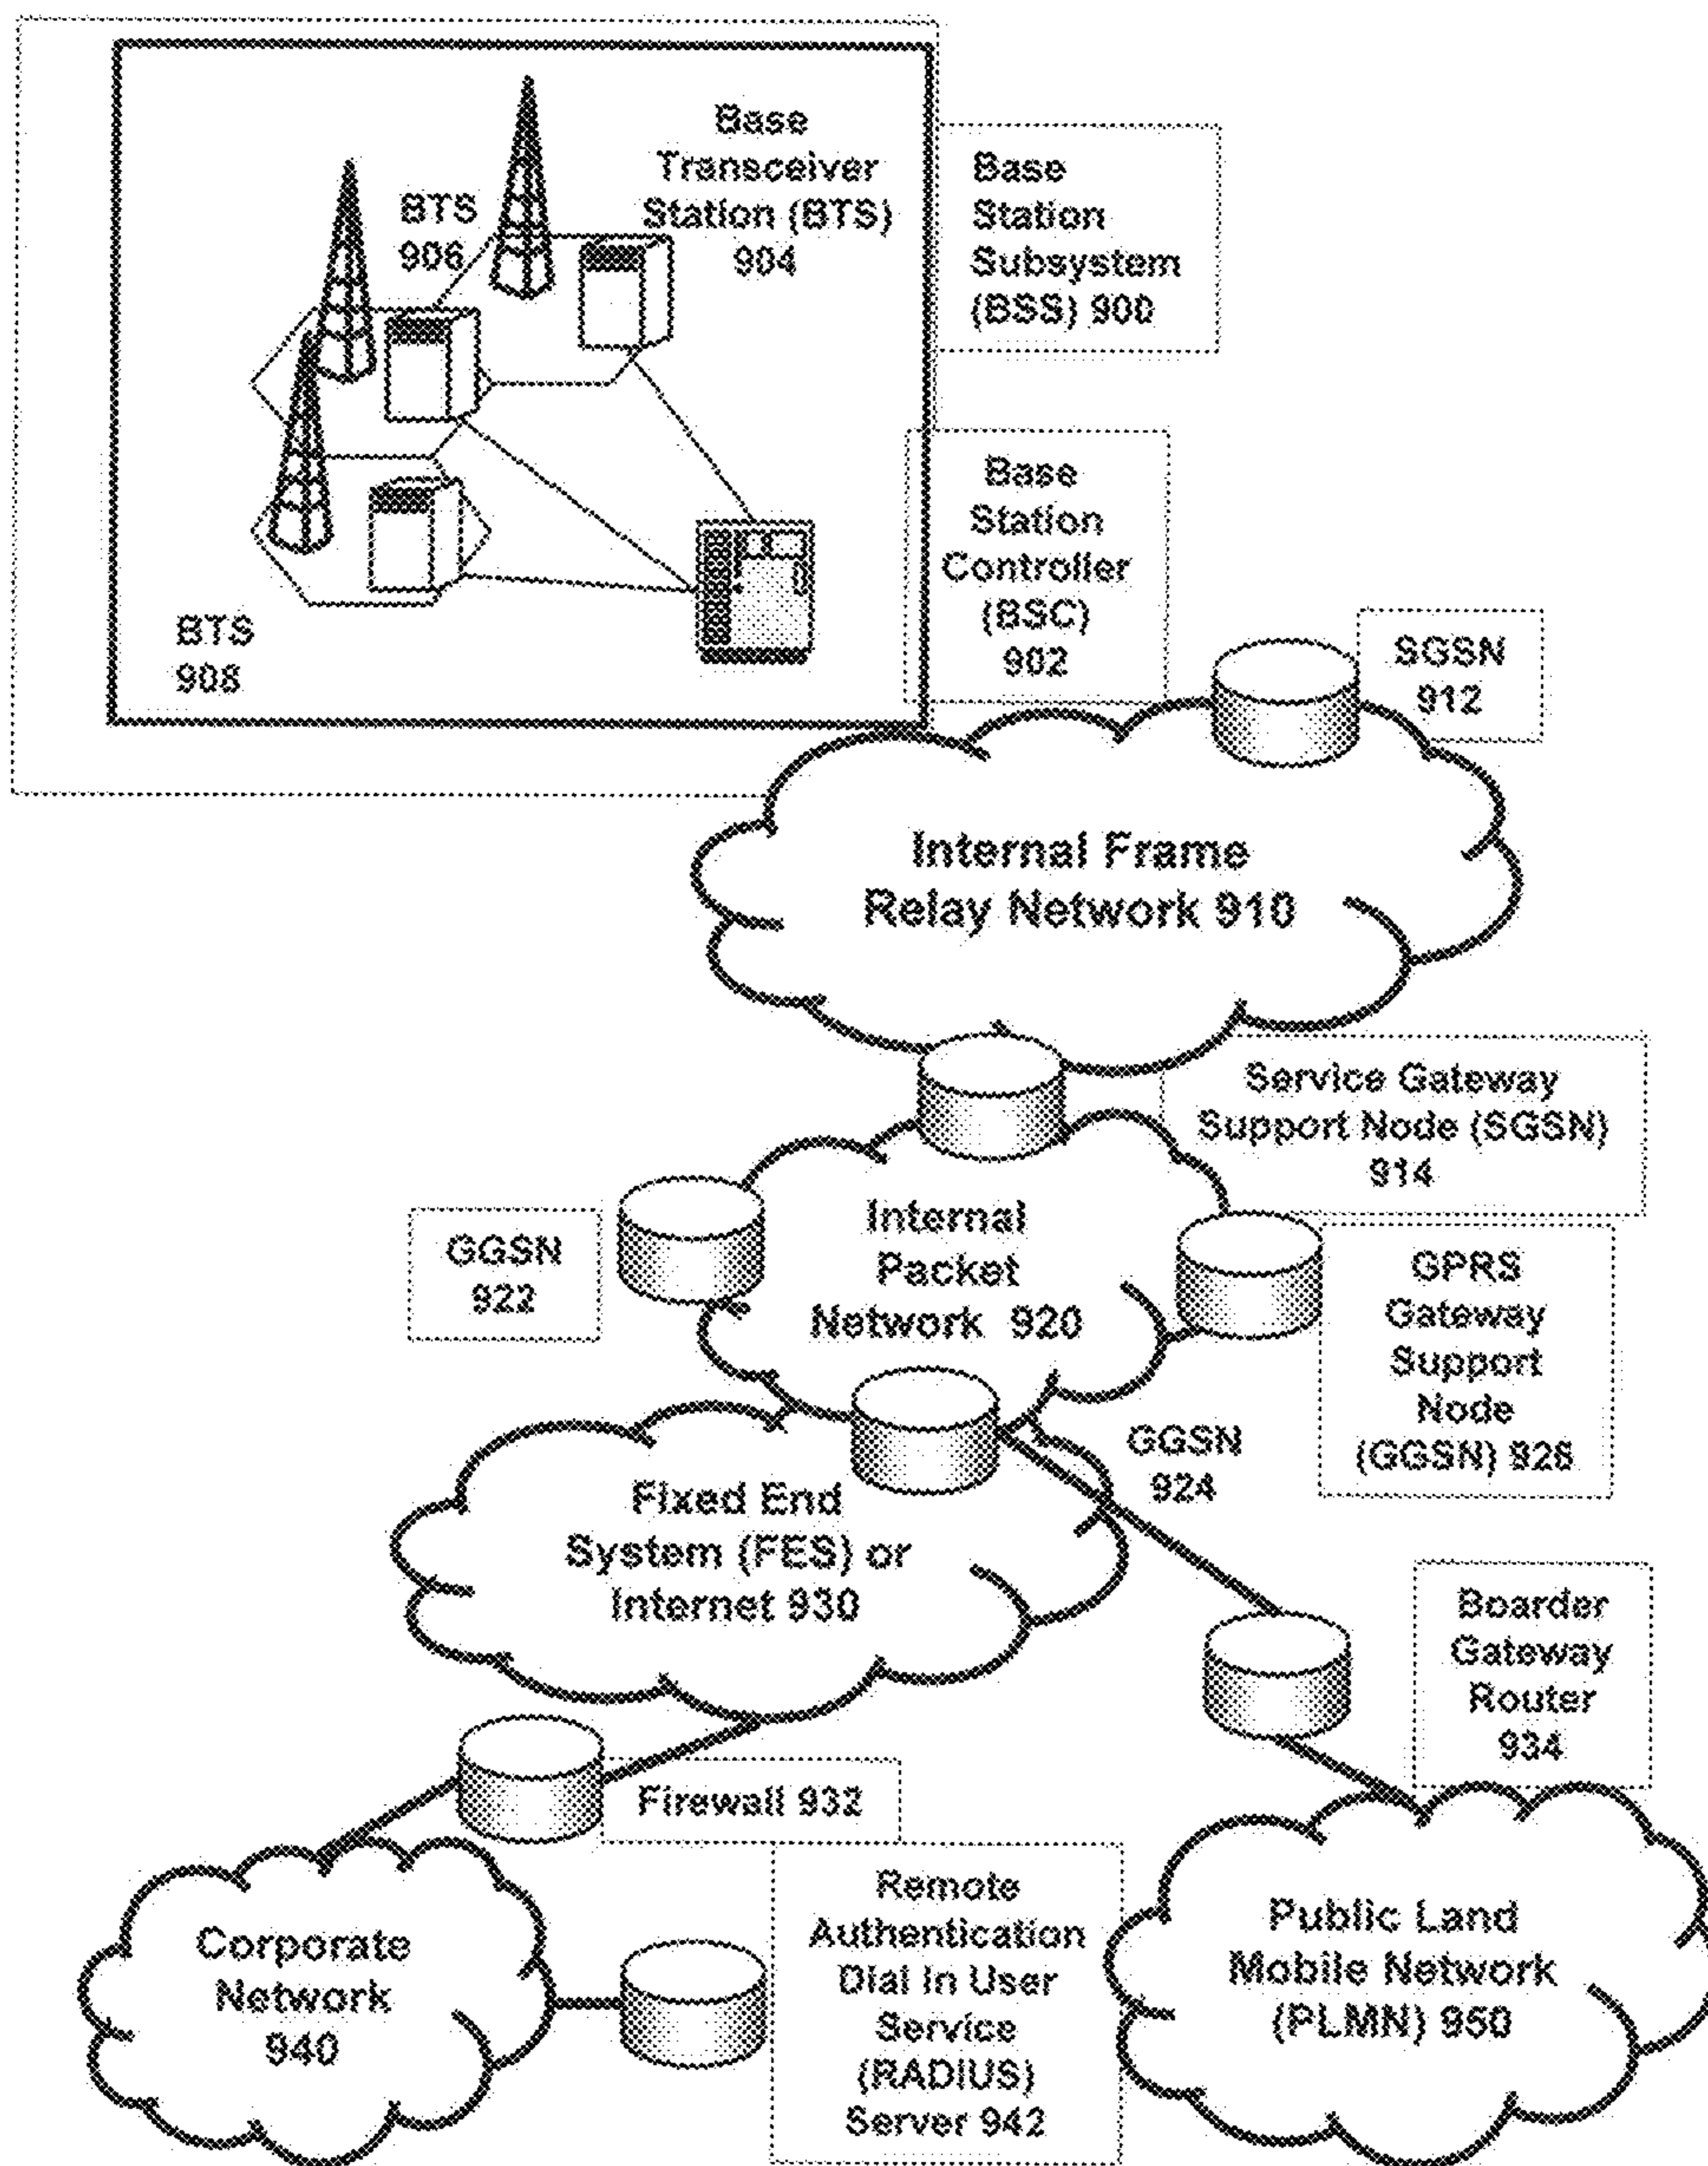 Base
Transceiver
Station (BTS)
904
BTS
906
Base
Station
Subsystem
(BSS) 900
Base
Station
Controller
(BSC)
902
BTS
908
SGSN
912
Internal Frame
Relay Network 910
Service Gateway
Support Node (SGSN)
914
GGSN
922
Internal
Packet
Network 920
GPRS
Gateway
Support
Node
(GGSN) 926
GGSN
924
Fixed End
System (FES) or
Internet 930
Boarder
Gateway
Router
934
Firewall 932
Remote
Authentication
Dial In User
Service
(RADIUS)
Server 942
Corporate
Network
940
Public Land
Mobile Network
(PLMN) 950